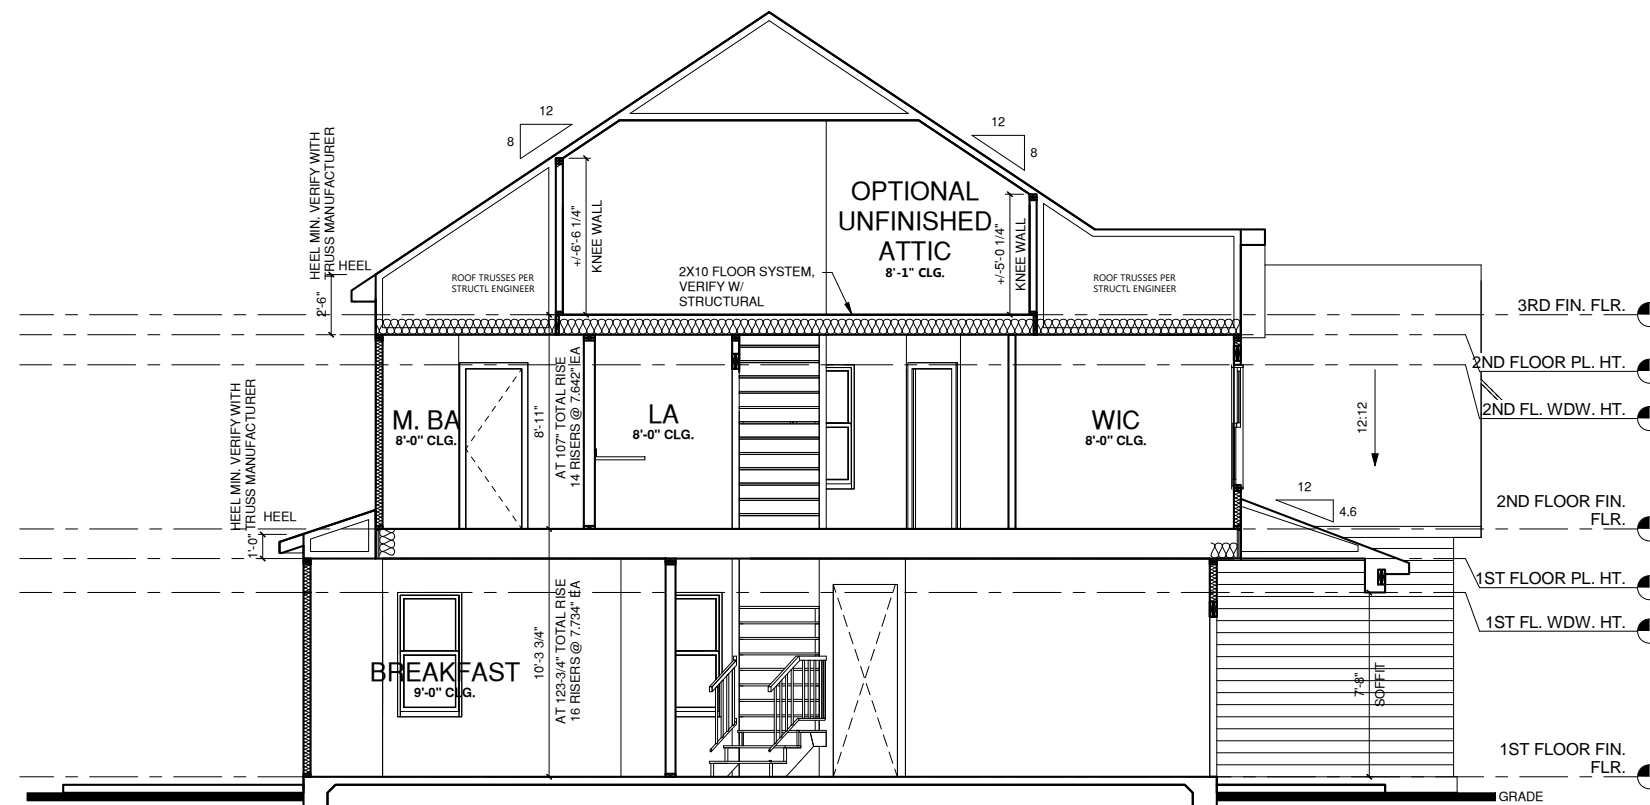 12
8
12
8
HEEL MIN. VERIFY WITH
TRUSS MANUFACTURER
HEEL
2'-6"
+/-6'-6 1/4"
KNEE WALL
OPTIONAL
UNFINISHED
ATTIC
8'-1" CLG.
+/-5'-0 1/4"
KNEE WALL
ROOF TRUSSES PER
STRUCTL ENGINEER
2X10 FLOOR SYSTEM,
VERIFY W/
STRUCTURAL
ROOF TRUSSES PER
STRUCTL ENGINEER
3RD FIN. FLR.
2ND FLOOR PL. HT.
2ND FL. WDW. HT.
HEEL MIN. VERIFY WITH
TRUSS MANUFACTURER
HEEL
1'-0"
M. BA
8'-0" CLG.
8'-11"
AT 107" TOTAL RISE
14 RISERS @ 7.642" EA
LA
8'-0" CLG.
WIC
8'-0" CLG.
12:12
12
4.6
2ND FLOOR FIN.
FLR.
1ST FLOOR PL. HT.
1ST FL. WDW. HT.
BREAKFAST
9'-0" CLG.
10'-3 3/4"
AT 123-3/4" TOTAL RISE
16 RISERS @ 7.734" EA
7'-8"
SOFFIT
1ST FLOOR FIN.
FLR.
GRADE